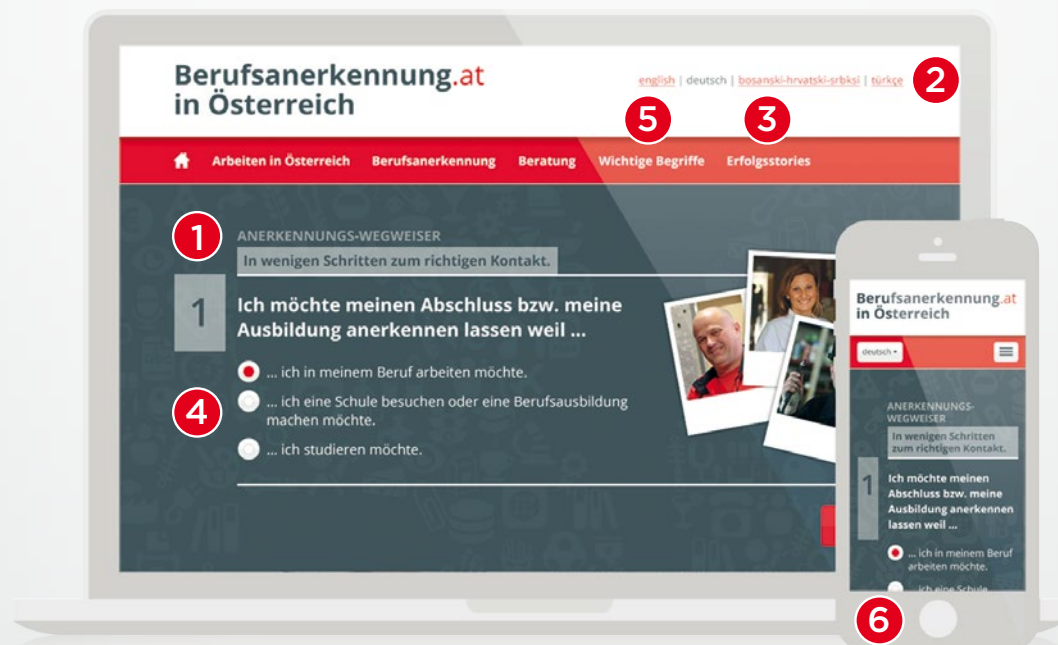 Berufsanerkennung.at
in Österreich
english | deutsch | bosanski-hrvatski-srbksi | türkçe
2
5
3
Arbeiten in Österreich Berufsanerkennung Beratung Wichtige Begriffe Erfolgsstories
1
ANERKENNUNGS-WEGWEISER
In wenigen Schritten zum richtigen Kontakt.
1
Ich möchte meinen Abschluss bzw. meine
Ausbildung anerkennen lassen weil ...
... ich in meinem Beruf arbeiten möchte.
4
... ich eine Schule besuchen oder eine Berufsausbildung
machen möchte.
... ich studieren möchte.
Berufsanerkennung.at
in Österreich
deutsch
ANERKENNUNGS-
WEGWEISER
In wenigen Schritten
zum richtigen Kontakt.
1
Ich möchte meinen
Abschluss bzw. meine
Ausbildung anerkennen
lassen weil ...
... ich in meinem Beruf
arbeiten möchte.
... ich eine Schule
6